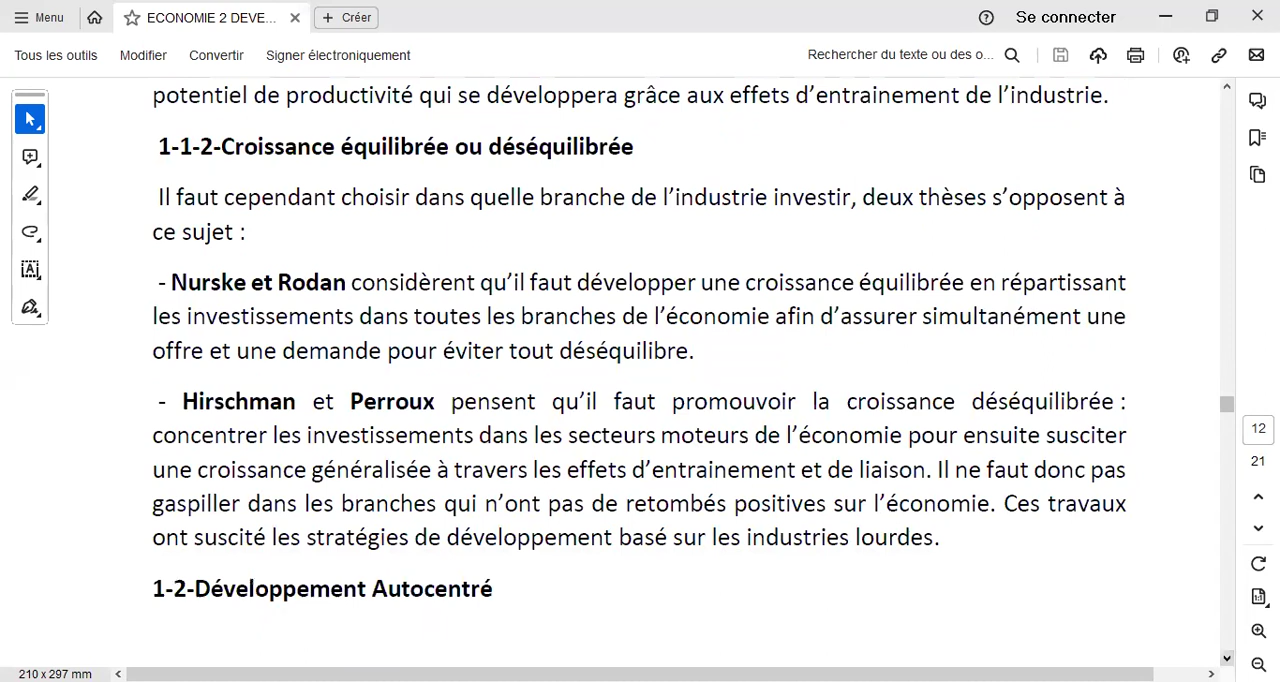 Menu
ECONOMIE 2 DEVE...
Créer
Se connecter
Tous les outils
Modifier
Convertir
Signer électroniquement
Rechercher du texte ou des o...
potentiel de productivité qui se développera grâce aux effets d’entrainement de l’industrie.
1-1-2-Croissance équilibrée ou déséquilibrée
Il faut cependant choisir dans quelle branche de l’industrie investir, deux thèses s’opposent à
ce sujet :
- Nurske et Rodan considèrent qu’il faut développer une croissance équilibrée en répartissant
les investissements dans toutes les branches de l’économie afin d’assurer simultanément une
offre et une demande pour éviter tout déséquilibre.
- Hirschman et Perroux pensent qu’il faut promouvoir la croissance déséquilibrée :
concentrer les investissements dans les secteurs moteurs de l’économie pour ensuite susciter
une croissance généralisée à travers les effets d’entrainement et de liaison. Il ne faut donc pas
gaspiller dans les branches qui n’ont pas de retombés positives sur l’économie. Ces travaux
ont suscité les stratégies de développement basé sur les industries lourdes.
1-2-Développement Autocentré
12
21
210 x 297 mm